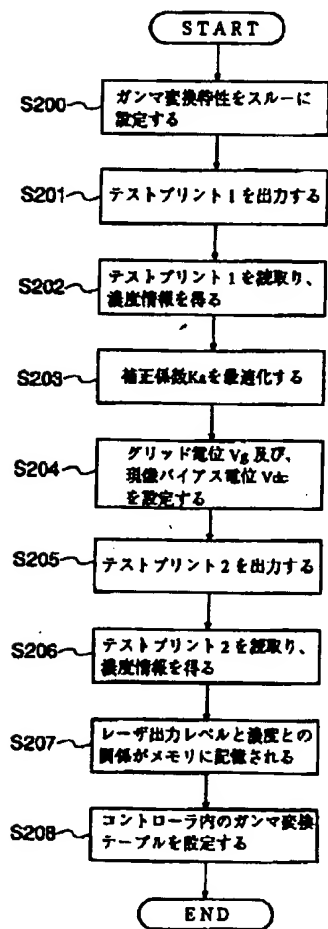 START
S200
ガンマ変換特性をスルーに
設定する
S201
テストプリント1を出力する
S202
テストプリント1を読取り、
濃度情報を得る
S203
補正係数Kaを最適化する
S204
グリッド電位 Vg 及び、
現像バイアス電位 Vdc
を設定する
S205
テストプリント2を出力する
S206
テストプリント2を読取り、
濃度情報を得る
S207
レーザ出力レベルと濃度との
関係がメモリに記憶される
S208
コントローラ内のガンマ変換
テーブルを設定する
END